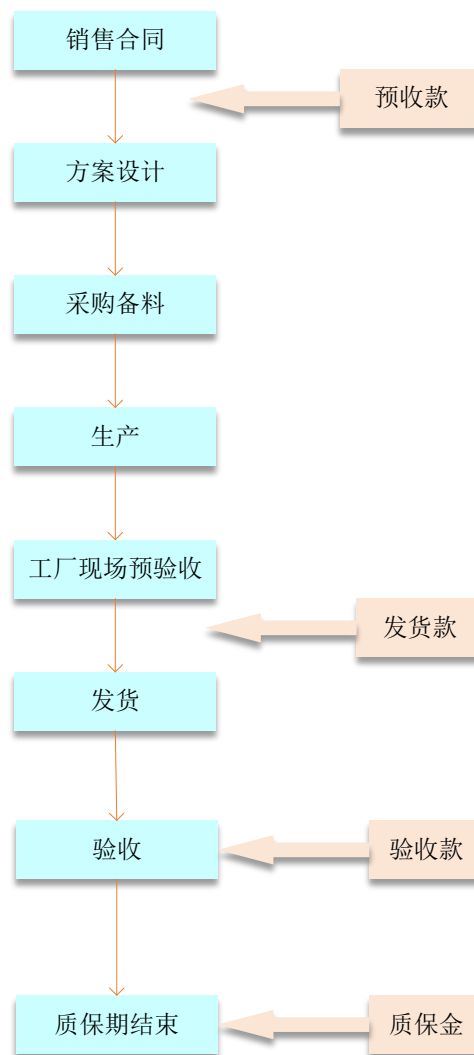 销售合同
预收款
方案设计
采购备料
生产
工厂现场预验收
发货款
发货
验收
验收款
质保期结束
质保金